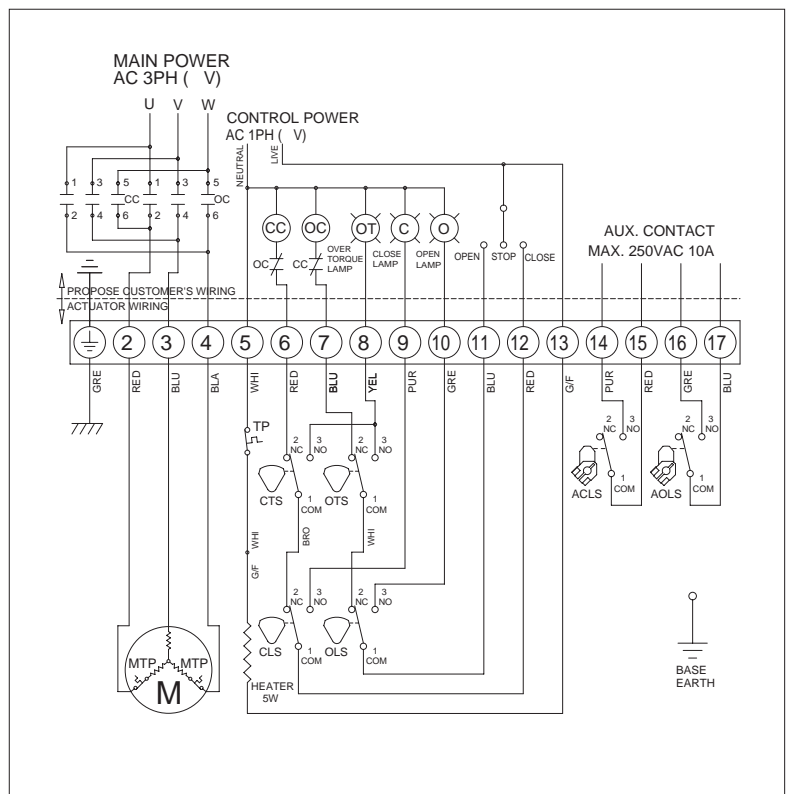 MAIN POWER
AC 3PH ( V)
U V W
CONTROL POWER
AC 1PH ( V)
NEUTRAL
LIVE
1 3 5 1 3 5
CC OC
2 4 6 2 4 6
CC OC OT C O
OC CC
OVER
TORQUE
LAMP
CLOSE
LAMP
OPEN
LAMP
OPEN STOP CLOSE
AUX. CONTACT
MAX. 250VAC 10A
PROPOSE CUSTOMER'S WIRING
ACTUATOR WIRING
2 3 4 5 6 7 8 9 10 11 12 13 14 15 16 17
GRE RED BLU BLA WHI RED BLU YEL PUR GRE BLU RED G/F PUR RED GRE BLU
TP
2 NC 3 NO 2 NC 3 NO
CTS 1 COM OTS 1 COM
2 NC 3 NO 2 NC 3 NO
ACLS 1 COM AOLS 1 COM
WHI BRO WHI
G/F
2 NC 3 NO 2 NC 3 NO
CLS 1 COM OLS 1 COM
HEATER
5W
MTP MTP
M
BASE
EARTH